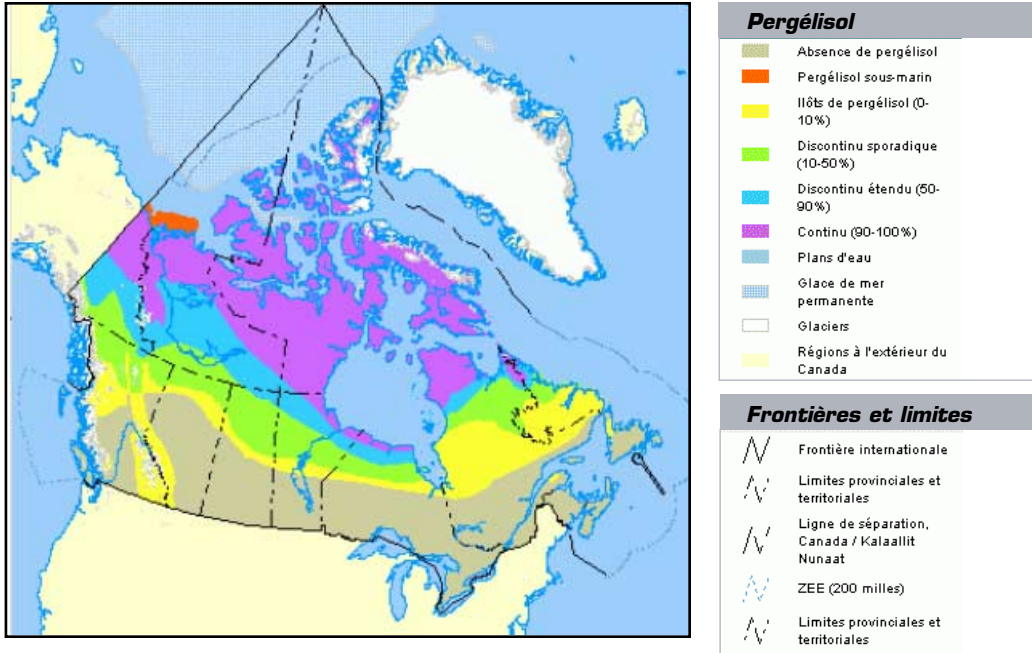 Pergélisol
Absence de pergélisol
Pergélisol sous-marin
Ilôts de pergélisol (0-
10%)
Discontinu sporadique
(10-50%)
Discontinu étendu (50-
90%)
Continu (90-100%)
Plans d'eau
Glace de mer
permanente
Glaciers
Régions à l'extérieur du
Canada
Frontières et limites
Frontière internationale
Limites provinciales et
territoriales
Ligne de séparation,
Canada / Kalaallit
Nunaat
ZEE (200 milles)
Limites provinciales et
territoriales